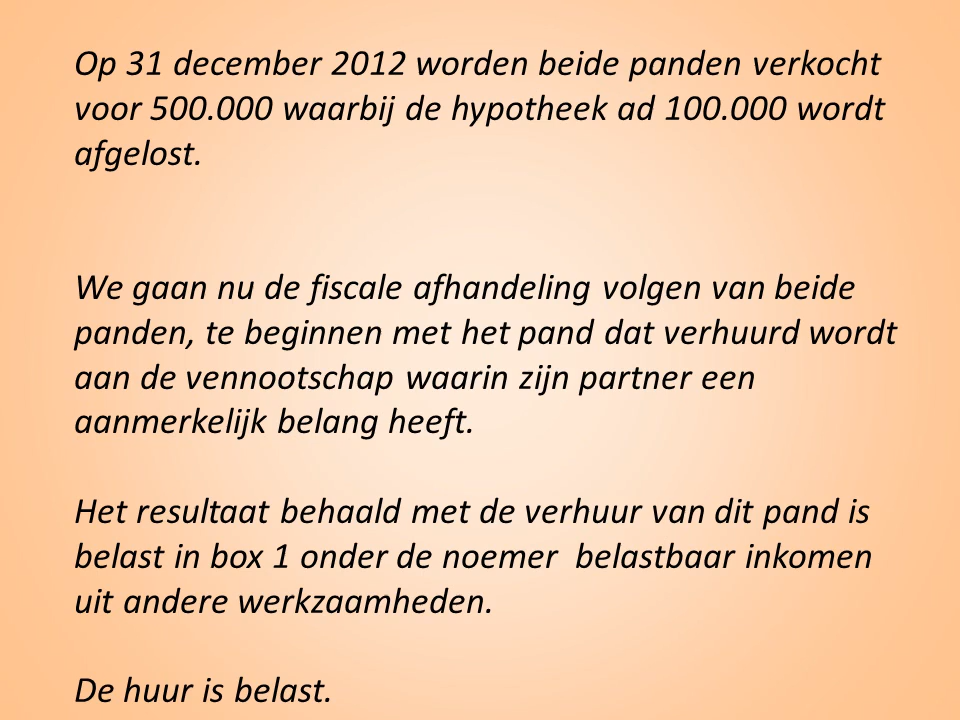 Op 31 december 2012 worden beide panden verkocht
voor 500.000 waarbij de hypotheek ad 100.000 wordt
afgelost.
We gaan nu de fiscale afhandeling volgen van beide
panden, te beginnen met het pand dat verhuurd wordt
aan de vennootschap waarin zijn partner een
aanmerkelijk belang heeft.
Het resultaat behaald met de verhuur van dit pand is
belast in box 1 onder de noemer  belastbaar inkomen
uit andere werkzaamheden.
De huur is belast.